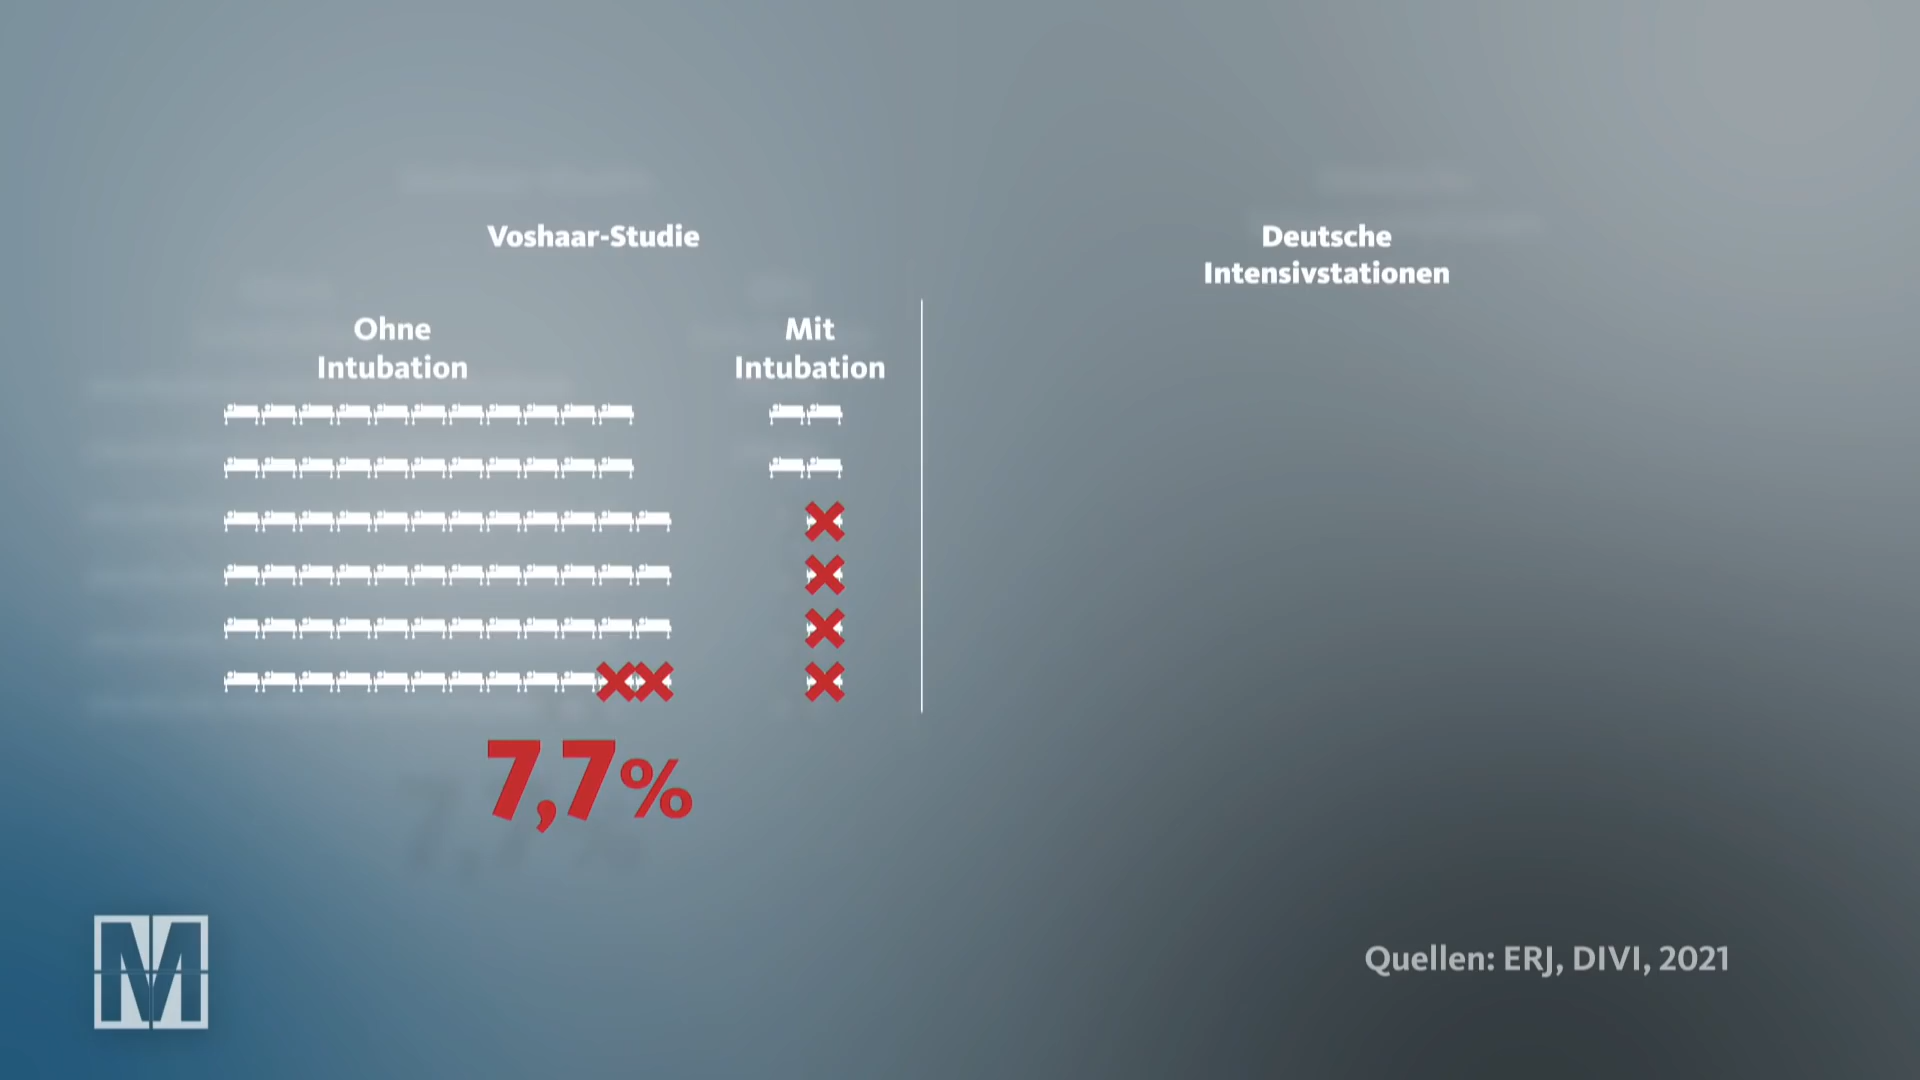 Voshaar-Studie
Ohne
Intubation
Mit
Intubation
7,7%
Deutsche
Intensivstationen
M
Quellen: ERJ, DIVI, 2021